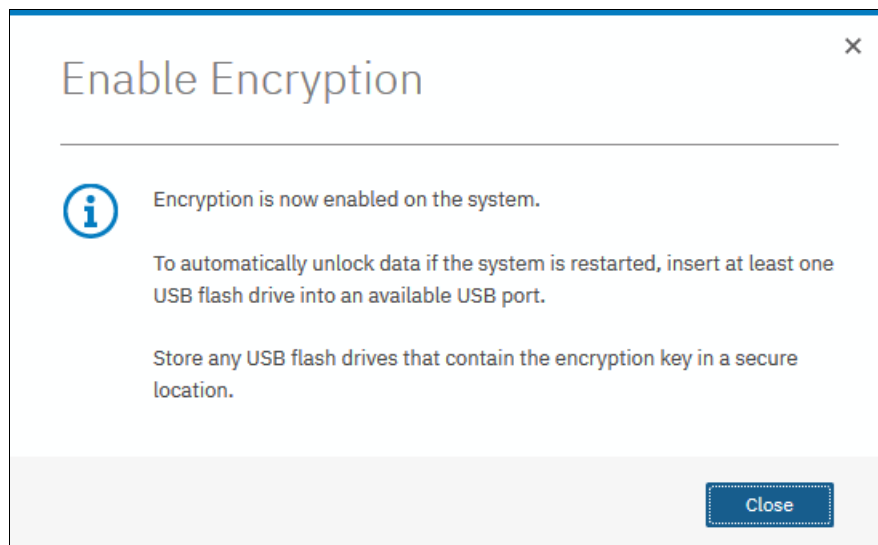 Enable Encryption
Encryption is now enabled on the system.
To automatically unlock data if the system is restarted, insert at least one
USB flash drive into an available USB port.
Store any USB flash drives that contain the encryption key in a secure
location.
Close